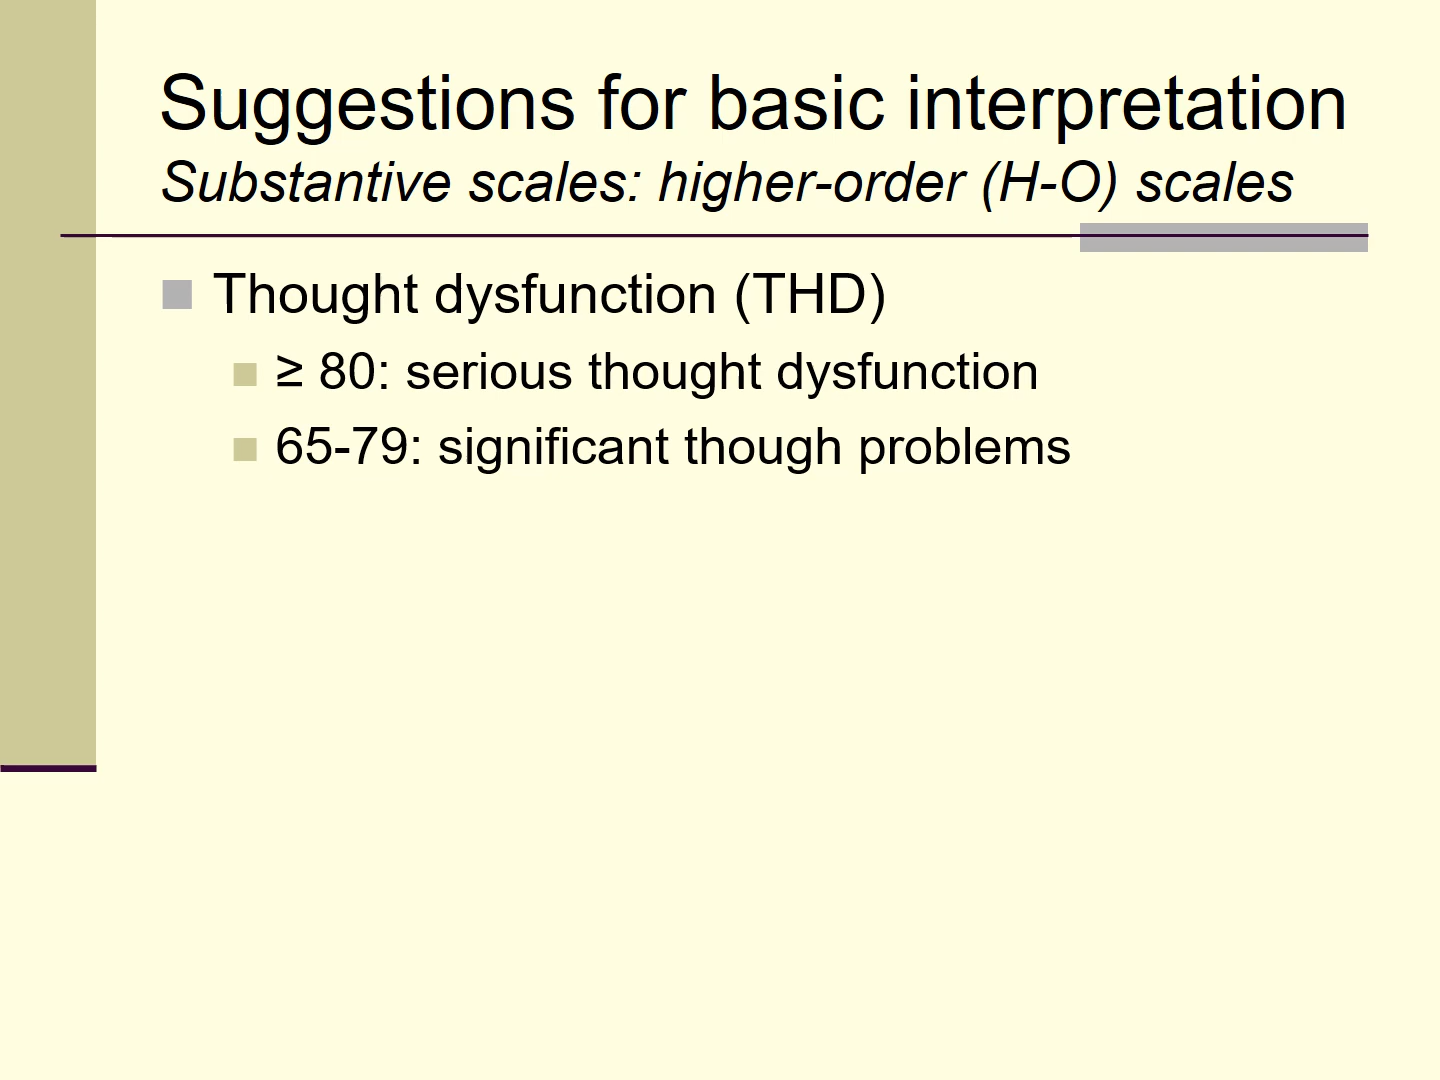 Suggestions for basic interpretation
Substantive scales: higher-order (H-O) scales
Thought dysfunction (THD)
≥ 80: serious thought dysfunction
65-79: significant though problems